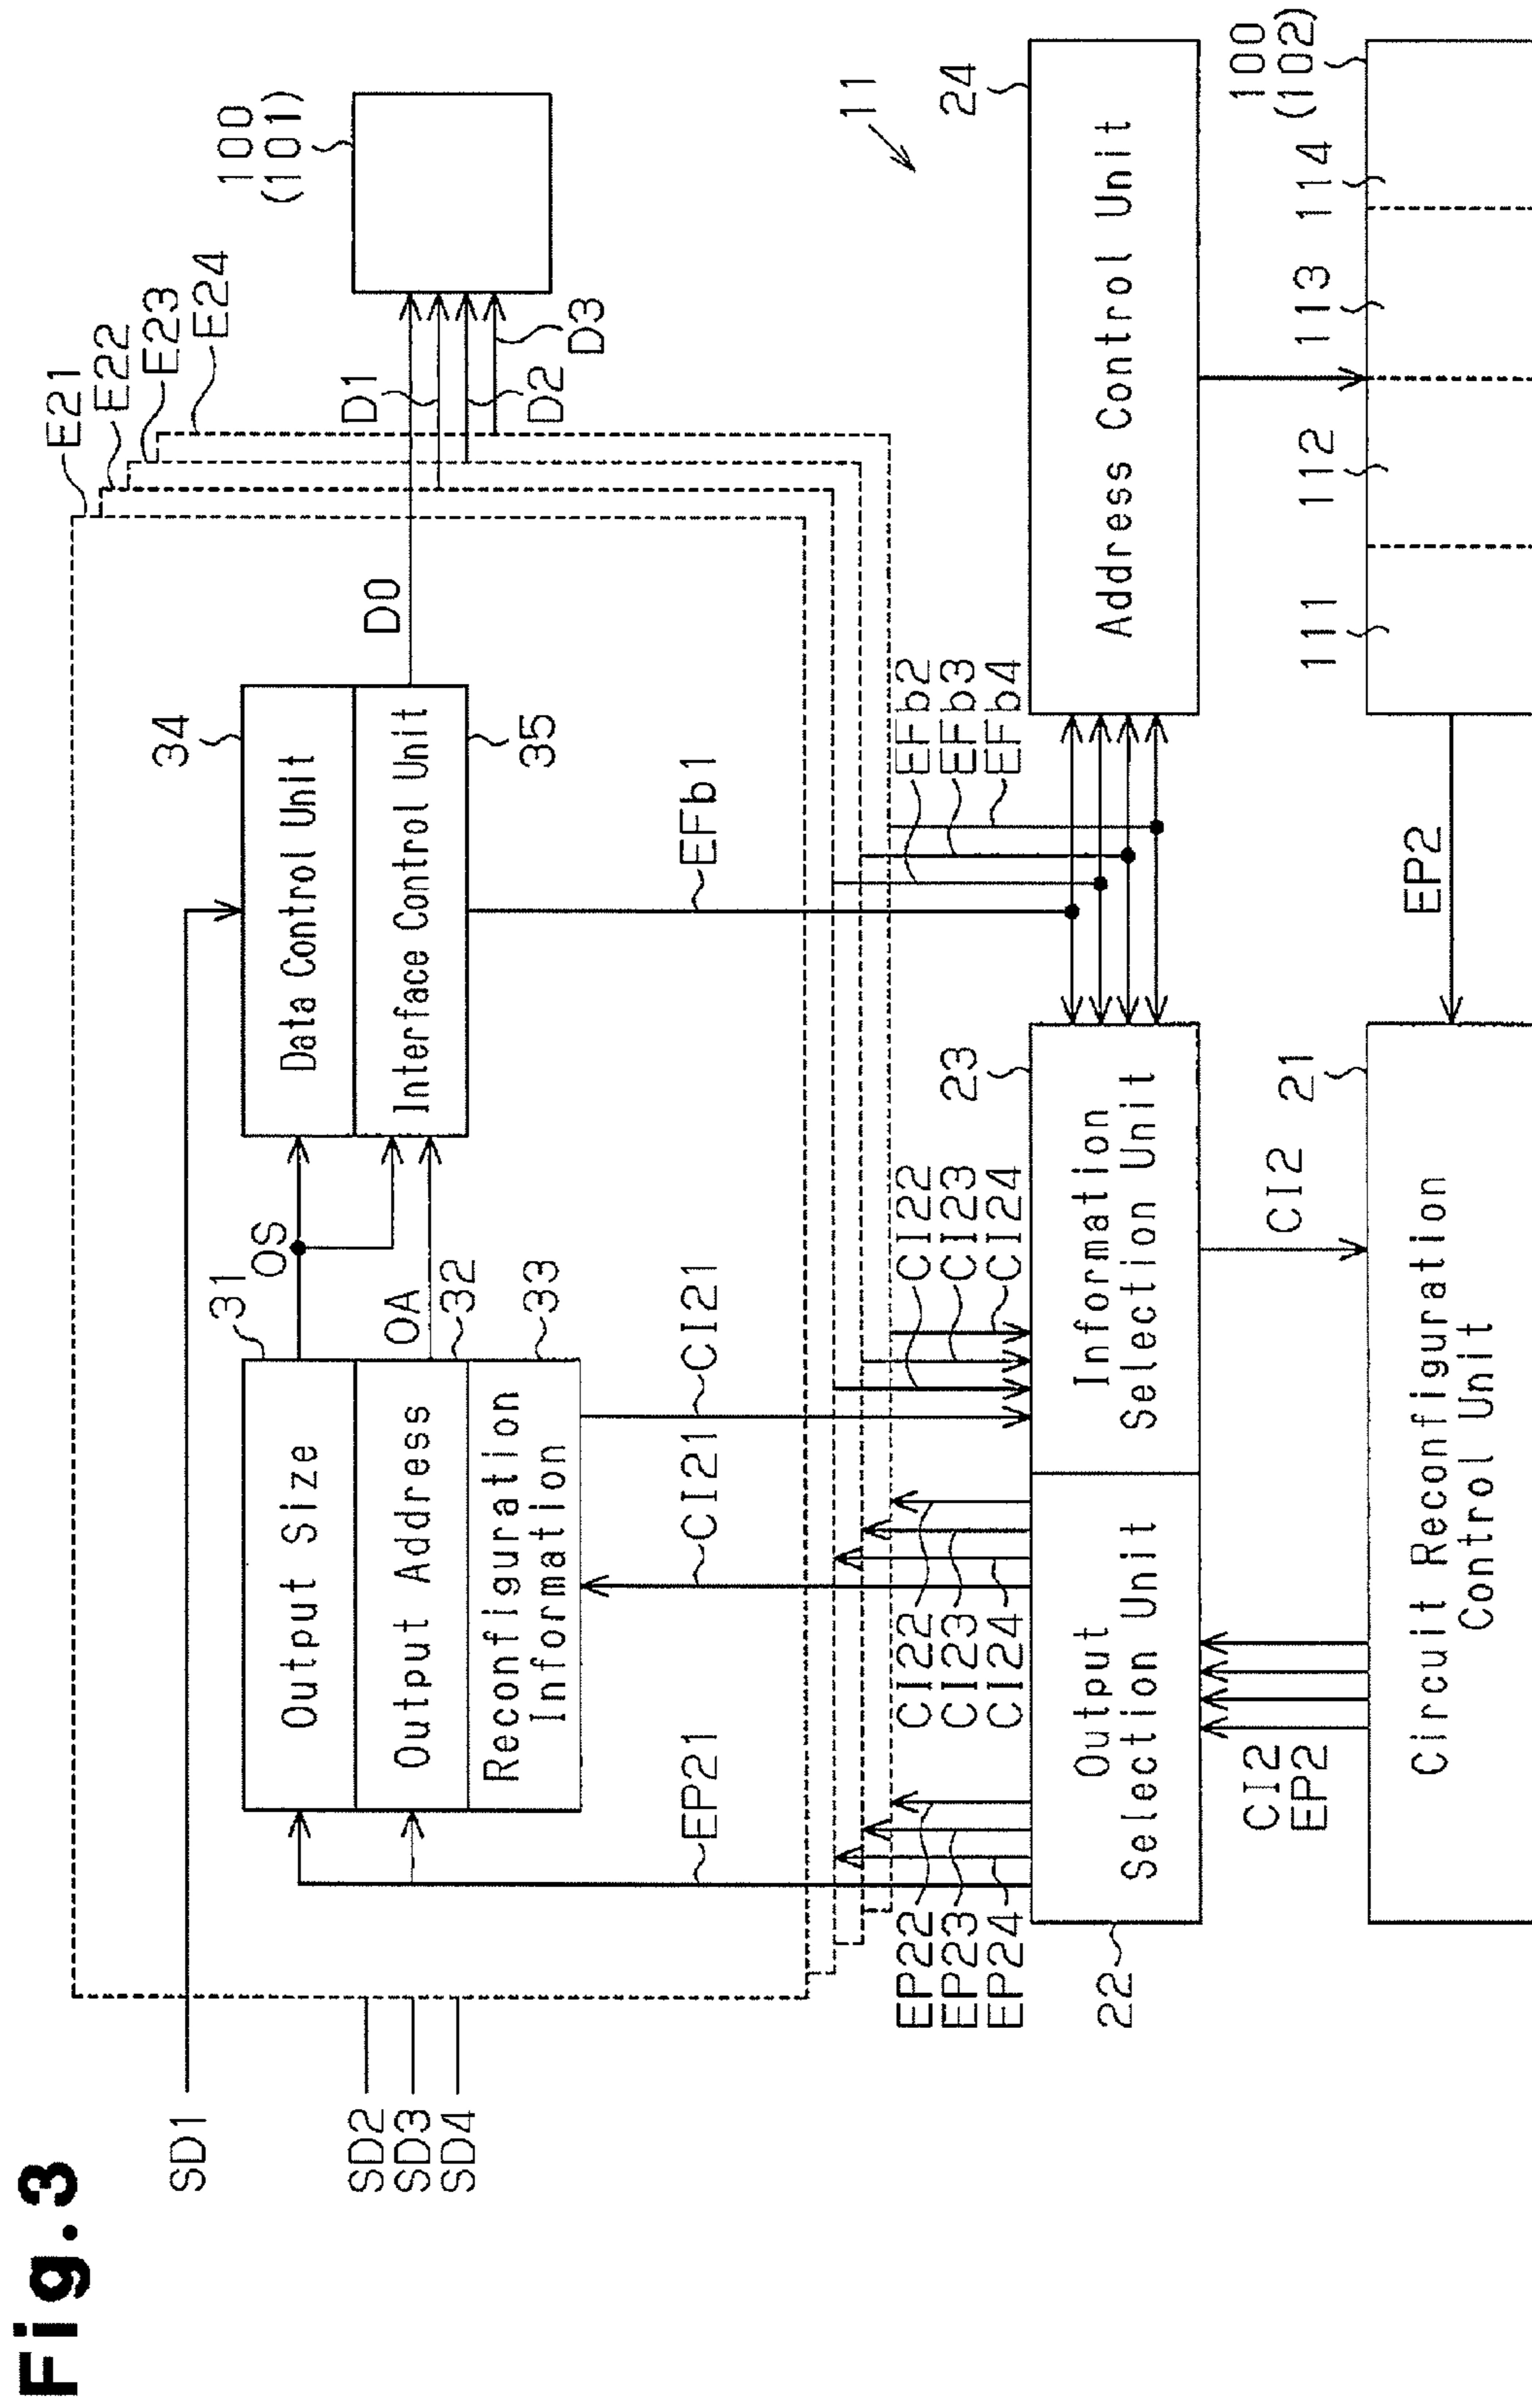 Fig.3
E21
E22
E23
E24
100
(101)
SD1
SD2
SD3
SD4
31
Output Size
Output Address
32
Reconfiguration
Information
33
OS
OA
34
Data Control Unit
Interface Control Unit
35
D0
D1
D2
D3
EP21
CI21
CI21
EFb1
EP22
EP23
EP24
CI22
CI23
CI24
CI22
CI23
CI24
EFb2
EFb3
EFb4
11
22
Output
Selection Unit
23
Information
Selection Unit
24
Address Control Unit
CI2
EP2
CI2
21
Circuit Reconfiguration
Control Unit
EP2
111
112
113
114
100
(102)